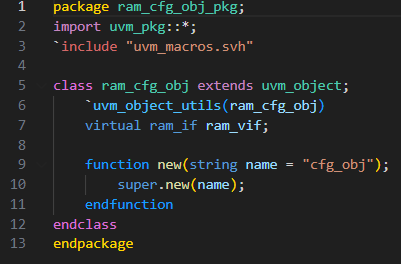 1 package ram_cfg_obj_pkg;
2 import uvm_pkg::*;
3 `include "uvm_macros.svh"
4
5 class ram_cfg_obj extends uvm_object;
6     `uvm_object_utils(ram_cfg_obj)
7     virtual ram_if ram_vif;
8
9     function new(string name = "cfg_obj");
10         super.new(name);
11     endfunction
12 endclass
13 endpackage